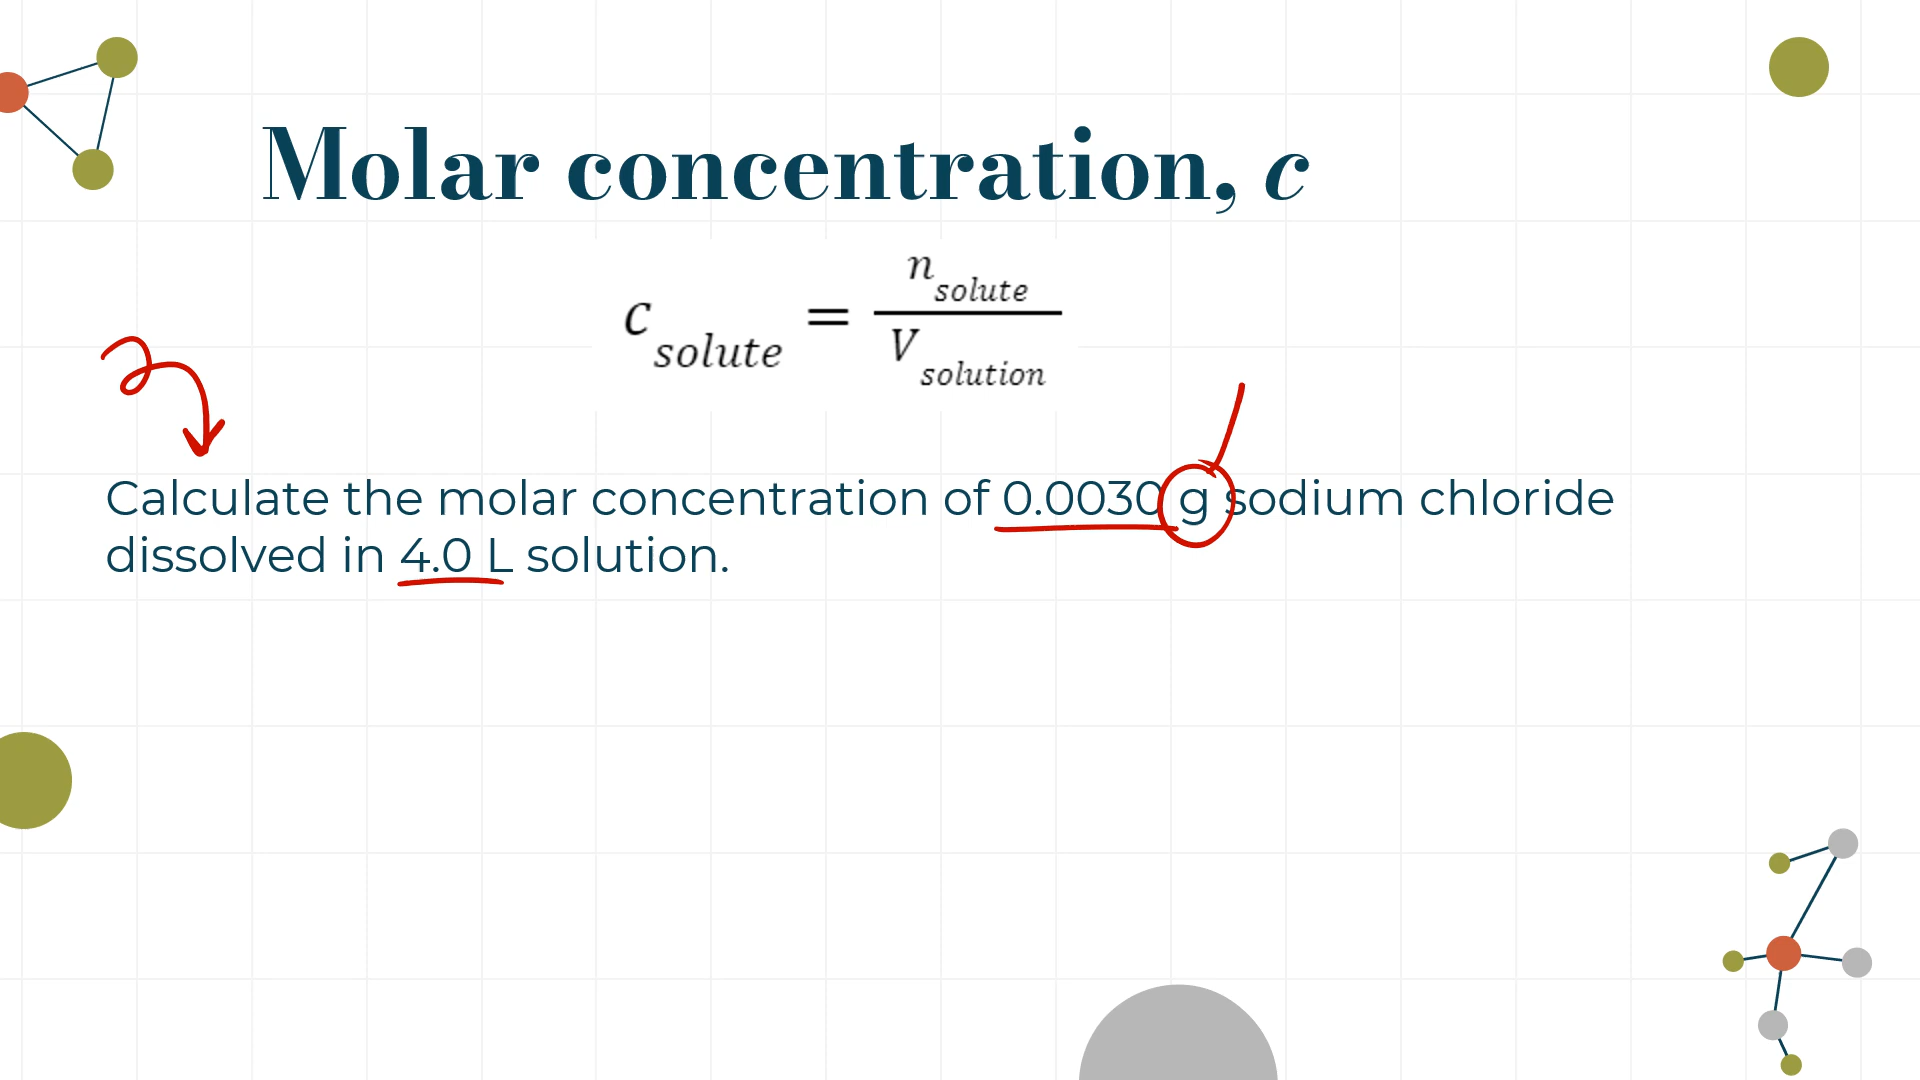 Molar concentration, c
c_solute = n_solute / V_solution
Calculate the molar concentration of 0.0030 g sodium chloride
dissolved in 4.0 L solution.